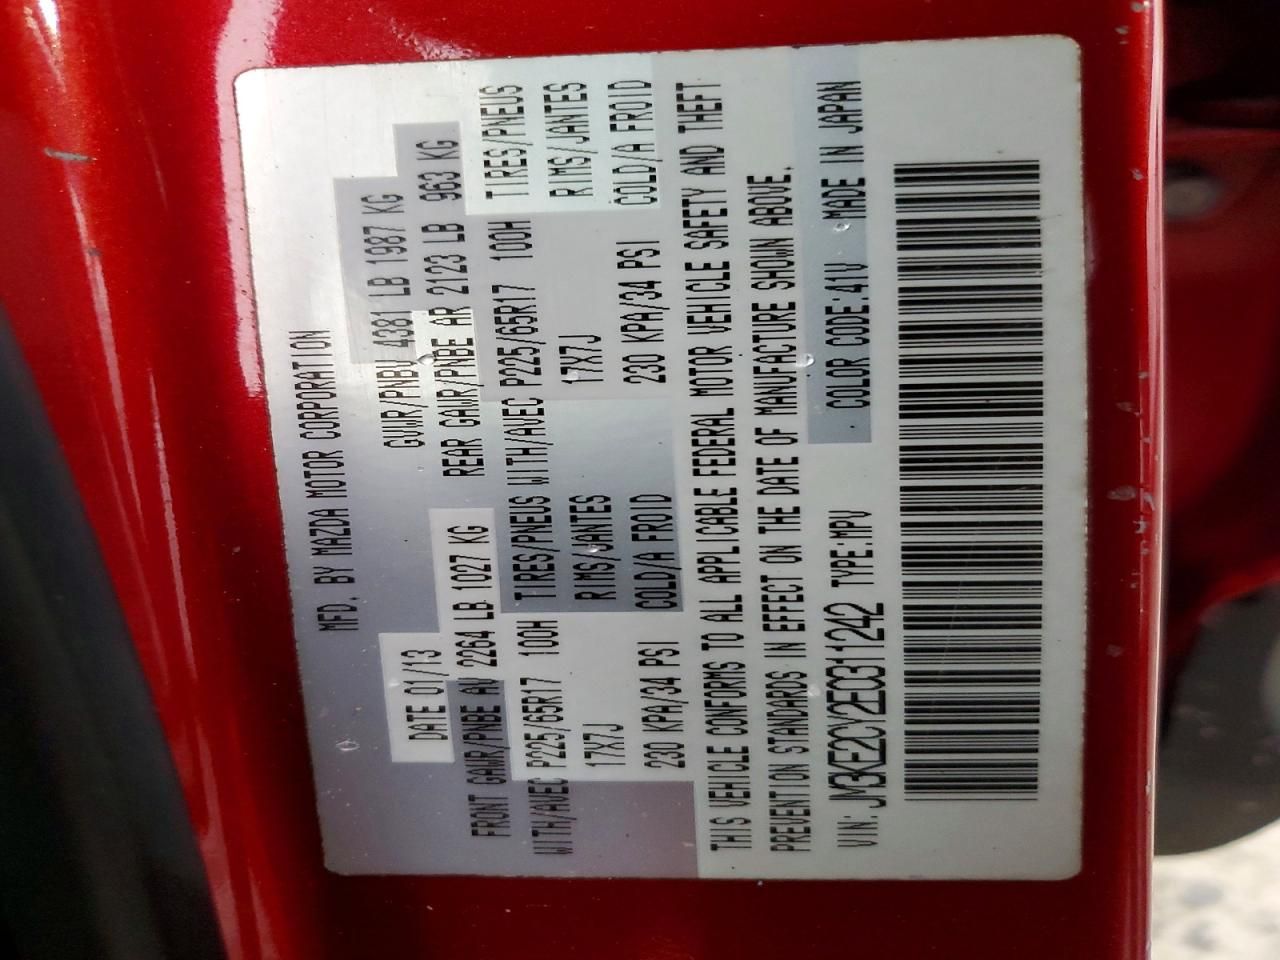 MFD. BY MAZDA MOTOR CORPORATION
DATE 01/13 GVWR/PNBV 4381 LB 1987 KG
FRONT GAWR/PNBE AV 2264 LB 1027 KG REAR GAWR/PNBE AR 2123 LB 963 KG
WITH/AVEC P225/65R17 100H TIRES/PNEUS WITH/AVEC P225/65R17 100H TIRES/PNEUS
17X7J RIMS/JANTES 17X7J RIMS/JANTES
230 KPA/34 PSI COLD/A FROID 230 KPA/34 PSI COLD/A FROID
THIS VEHICLE CONFORMS TO ALL APPLICABLE FEDERAL MOTOR VEHICLE SAFETY AND THEFT
PREVENTION STANDARDS IN EFFECT ON THE DATE OF MANUFACTURE SHOWN ABOVE.
VIN: JM3KE2CY2E0311242 TYPE:MPV COLOR CODE:41V MADE IN JAPAN